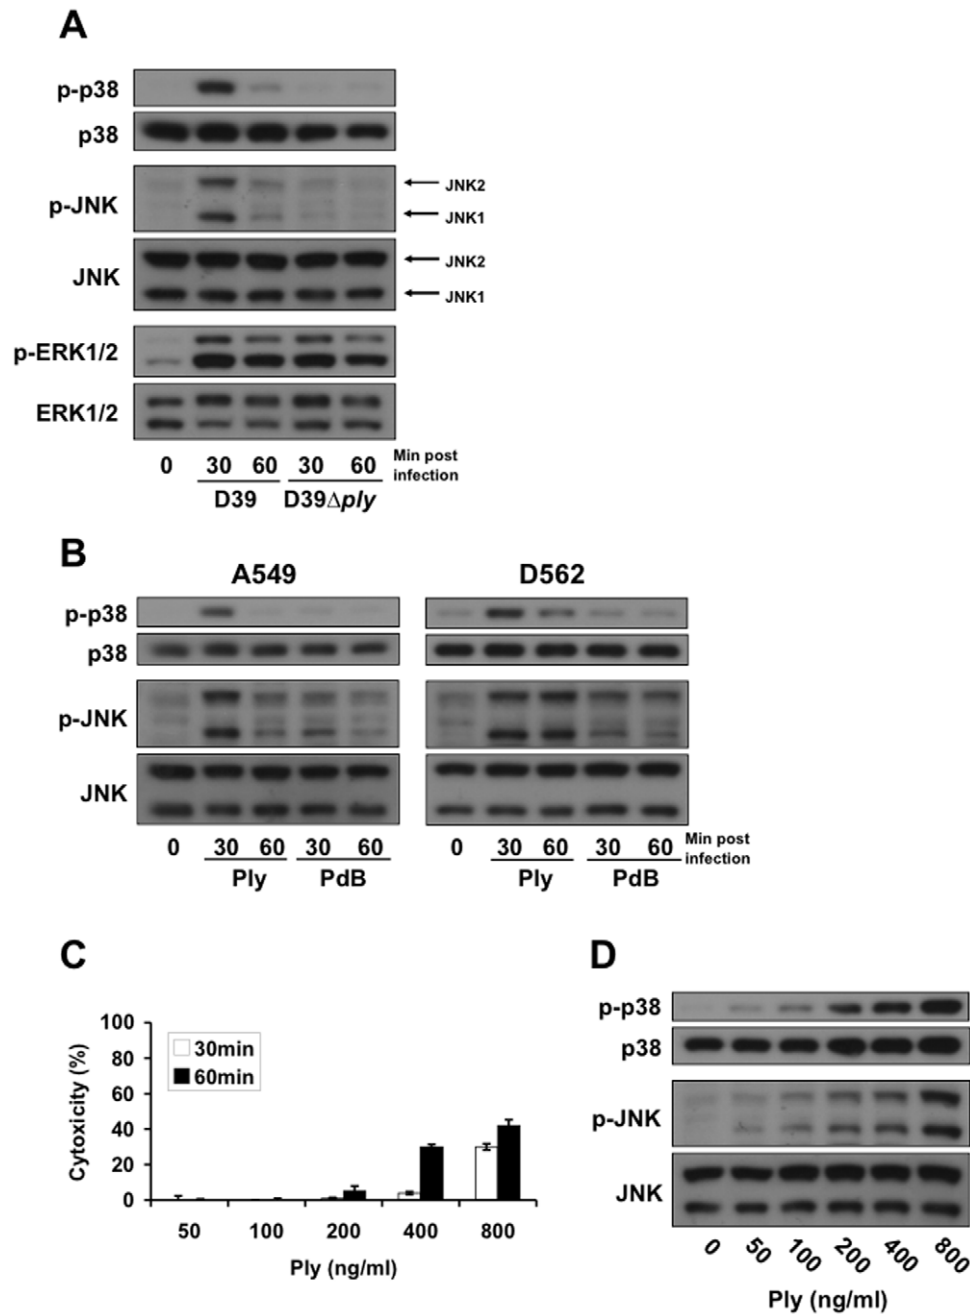 A
p-p38
p38
p-JNK
JNK2
JNK1
JNK
JNK2
JNK1
p-ERK1/2
ERK1/2
0 30 60 30 60 Min post infection
D39 D39Δply
B
A549 D562
p-p38
p38
p-JNK
JNK
0 30 60 30 60 0 30 60 30 60 Min post infection
Ply PdB Ply PdB
C
Cytoxicity (%)
100
80
60
40
20
0
30min
60min
50 100 200 400 800
Ply (ng/ml)
D
p-p38
p38
p-JNK
JNK
0 50 100 200 400 800
Ply (ng/ml)